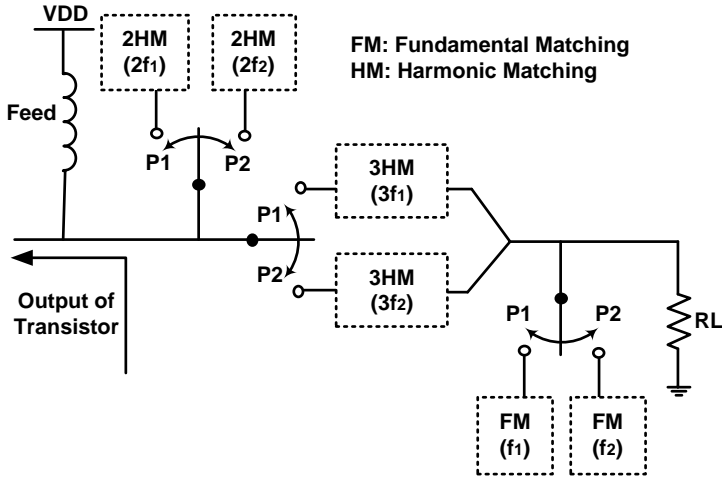 VDD
2HM
(2f1)
2HM
(2f2)
FM: Fundamental Matching
HM: Harmonic Matching
Feed
P1
P2
3HM
(3f1)
P1
P2
3HM
(3f2)
Output of
Transistor
P1
P2
RL
FM
(f1)
FM
(f2)